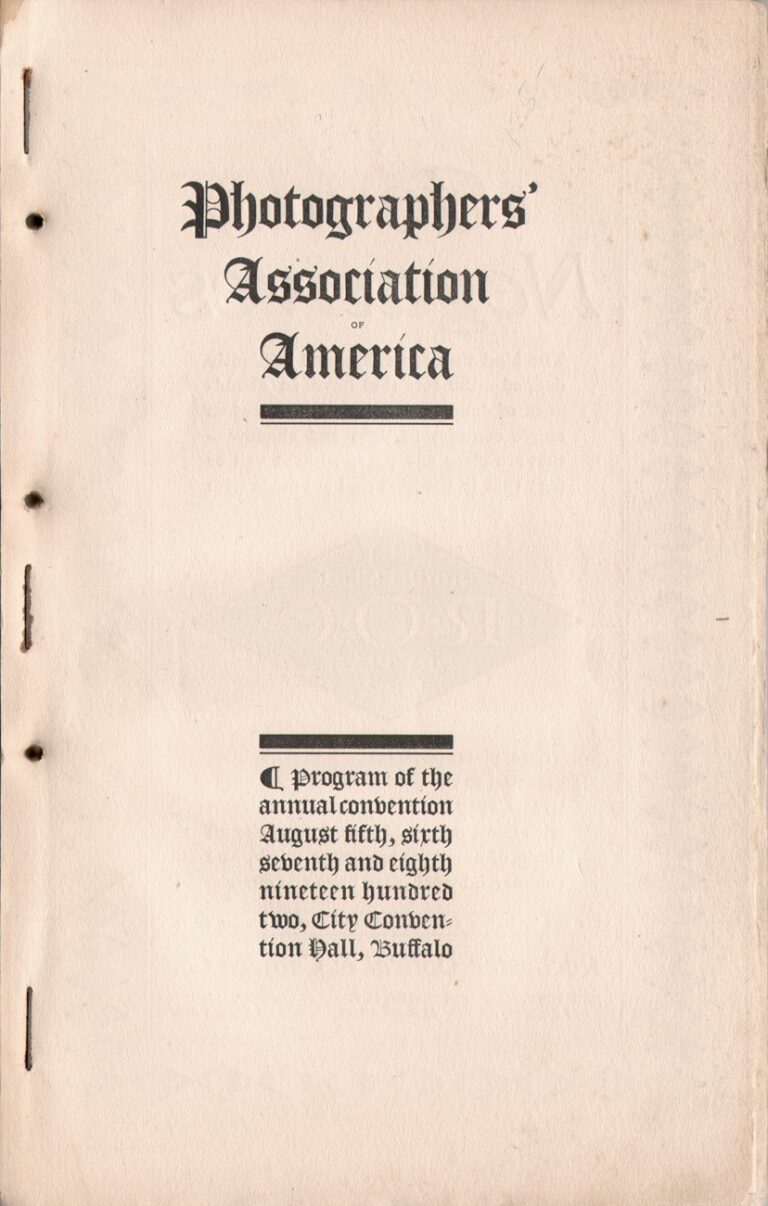 Photographers'
Association
OF
America
¶ Program of the
annual convention
August fifth, sixth
seventh and eighth
nineteen hundred
two, City Conven-
tion Hall, Buffalo